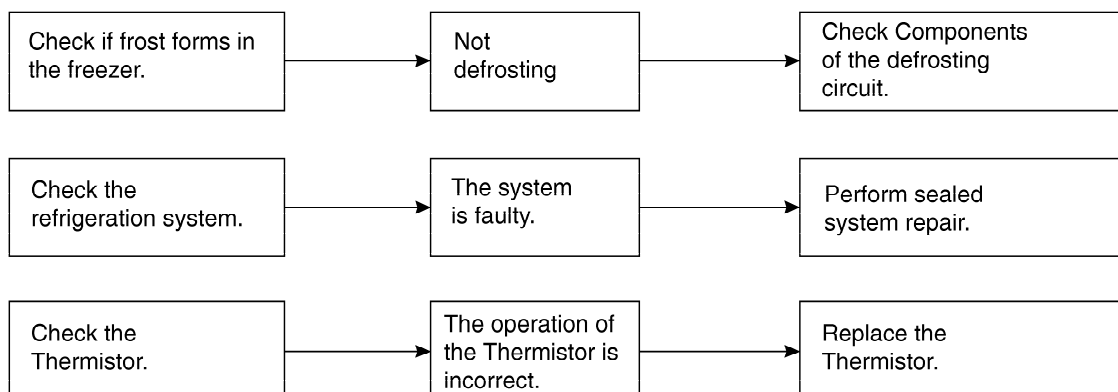 Check if frost forms in
the freezer.
Not
defrosting
Check Components
of the defrosting
circuit.
Check the
refrigeration system.
The system
is faulty.
Perform sealed
system repair.
Check the
Thermistor.
The operation of
the Thermistor is
incorrect.
Replace the
Thermistor.